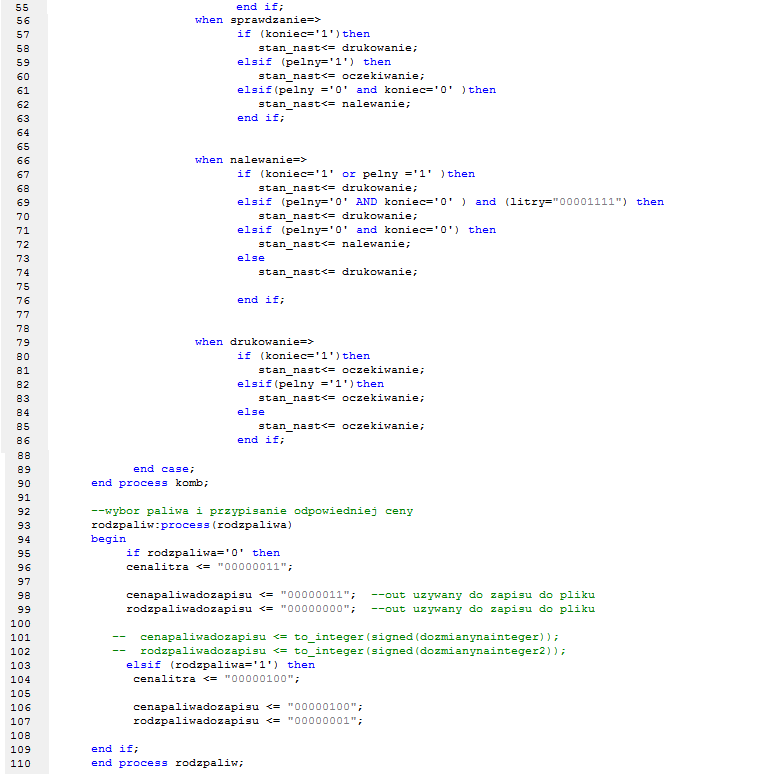 55 end if;
56 when sprawdzanie=>
57 if (koniec='1')then
58 stan_nast<= drukowanie;
59 elsif (pelny='1') then
60 stan_nast<= oczekiwanie;
61 elsif(pelny ='0' and koniec='0' )then
62 stan_nast<= nalewanie;
63 end if;
64
65
66 when nalewanie=>
67 if (koniec='1' or pelny ='1' )then
68 stan_nast<= drukowanie;
69 elsif (pelny='0' AND koniec='0' ) and (litry="00001111") then
70 stan_nast<= drukowanie;
71 elsif (pelny='0' and koniec='0') then
72 stan_nast<= nalewanie;
73 else
74 stan_nast<= drukowanie;
75
76 end if;
77
78
79 when drukowanie=>
80 if (koniec='1')then
81 stan_nast<= oczekiwanie;
82 elsif(pelny ='1')then
83 stan_nast<= oczekiwanie;
84 else
85 stan_nast<= oczekiwanie;
86 end if;
88
89 end case;
90 end process komb;
91
92 --wybor paliwa i przypisanie odpowiedniej ceny
93 rodzpaliw:process(rodzpaliwa)
94 begin
95 if rodzpaliwa='0' then
96 cenalitra <= "00000011";
97
98 cenapaliwadozapisu <= "00000011"; --out uzywany do zapisu do pliku
99 rodzpaliwadozapisu <= "00000000"; --out uzywany do zapisu do pliku
100
101 -- cenapaliwadozapisu <= to_integer(signed(dozmianynainteger));
102 -- rodzpaliwadozapisu <= to_integer(signed(dozmianynainteger2));
103 elsif (rodzpaliwa='1') then
104 cenalitra <= "00000100";
105
106 cenapaliwadozapisu <= "00000100";
107 rodzpaliwadozapisu <= "00000001";
108
109 end if;
110 end process rodzpaliw;